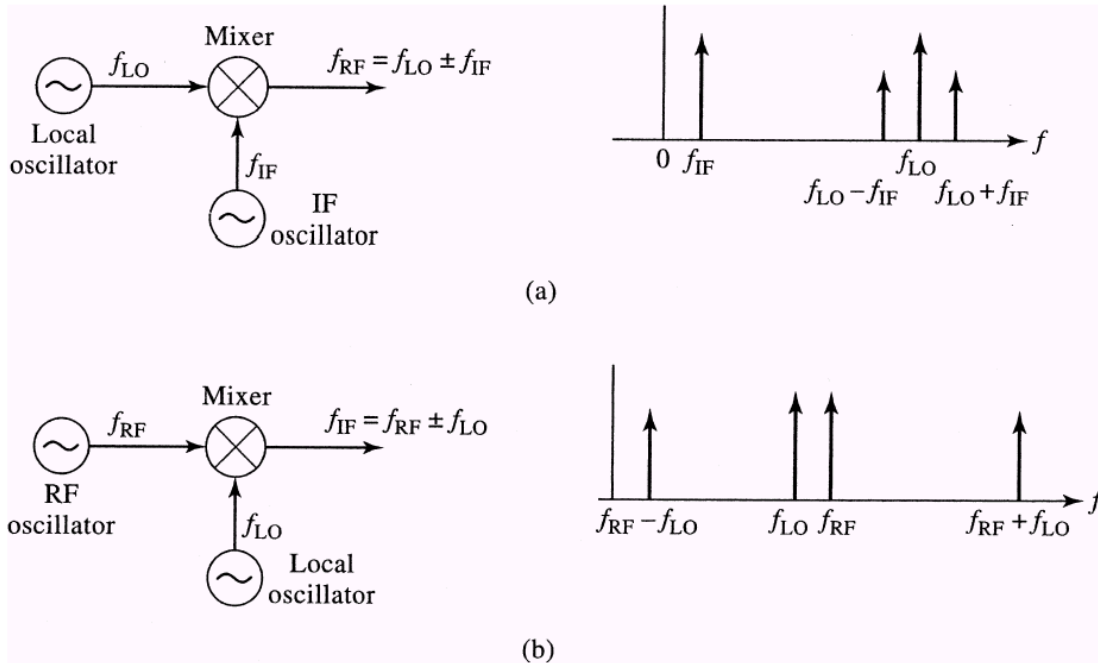 Mixer
f_LO
f_RF = f_LO ± f_IF
Local
oscillator
f_IF
IF
oscillator
0 f_IF
f_LO
f
f_LO − f_IF
f_LO + f_IF
(a)
Mixer
f_RF
f_IF = f_RF ± f_LO
RF
oscillator
f_LO
Local
oscillator
f_RF − f_LO
f_LO f_RF
f_RF + f_LO
f
(b)